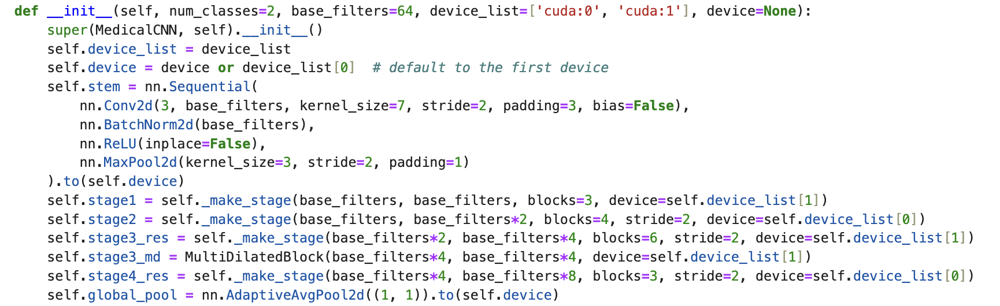 def __init__(self, num_classes=2, base_filters=64, device_list=['cuda:0', 'cuda:1'], device=None):
    super(MedicalCNN, self).__init__()
    self.device_list = device_list
    self.device = device or device_list[0]  # default to the first device
    self.stem = nn.Sequential(
        nn.Conv2d(3, base_filters, kernel_size=7, stride=2, padding=3, bias=False),
        nn.BatchNorm2d(base_filters),
        nn.ReLU(inplace=False),
        nn.MaxPool2d(kernel_size=3, stride=2, padding=1)
    ).to(self.device)
    self.stage1 = self._make_stage(base_filters, base_filters, blocks=3, device=self.device_list[1])
    self.stage2 = self._make_stage(base_filters, base_filters*2, blocks=4, stride=2, device=self.device_list[0])
    self.stage3_res = self._make_stage(base_filters*2, base_filters*4, blocks=6, stride=2, device=self.device_list[1])
    self.stage3_md = MultiDilatedBlock(base_filters*4, base_filters*4, device=self.device_list[1])
    self.stage4_res = self._make_stage(base_filters*4, base_filters*8, blocks=3, stride=2, device=self.device_list[0])
    self.global_pool = nn.AdaptiveAvgPool2d((1, 1)).to(self.device)